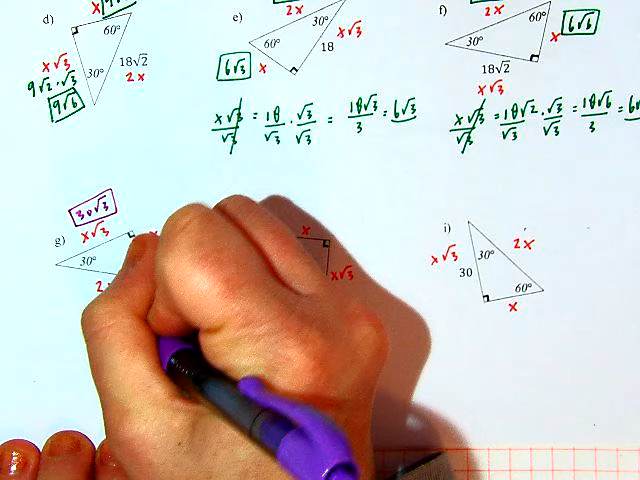 d)
x
60°
x√3
9√2·√3
9√6
30°
18√2
2x
e)
2x
30°
x√3
60°
18
6√3
x
x√3/√3 = 18/√3 · √3/√3 = 18√3/3 = 6√3
f)
2x
60°
6√6
x
30°
18√2
x√3
x√3/√3 = 18√2/√3 · √3/√3 = 18√6/3 =
g)
30√3
x√3
30°
x
x√3
i)
x√3
30°
2x
30
60°
x